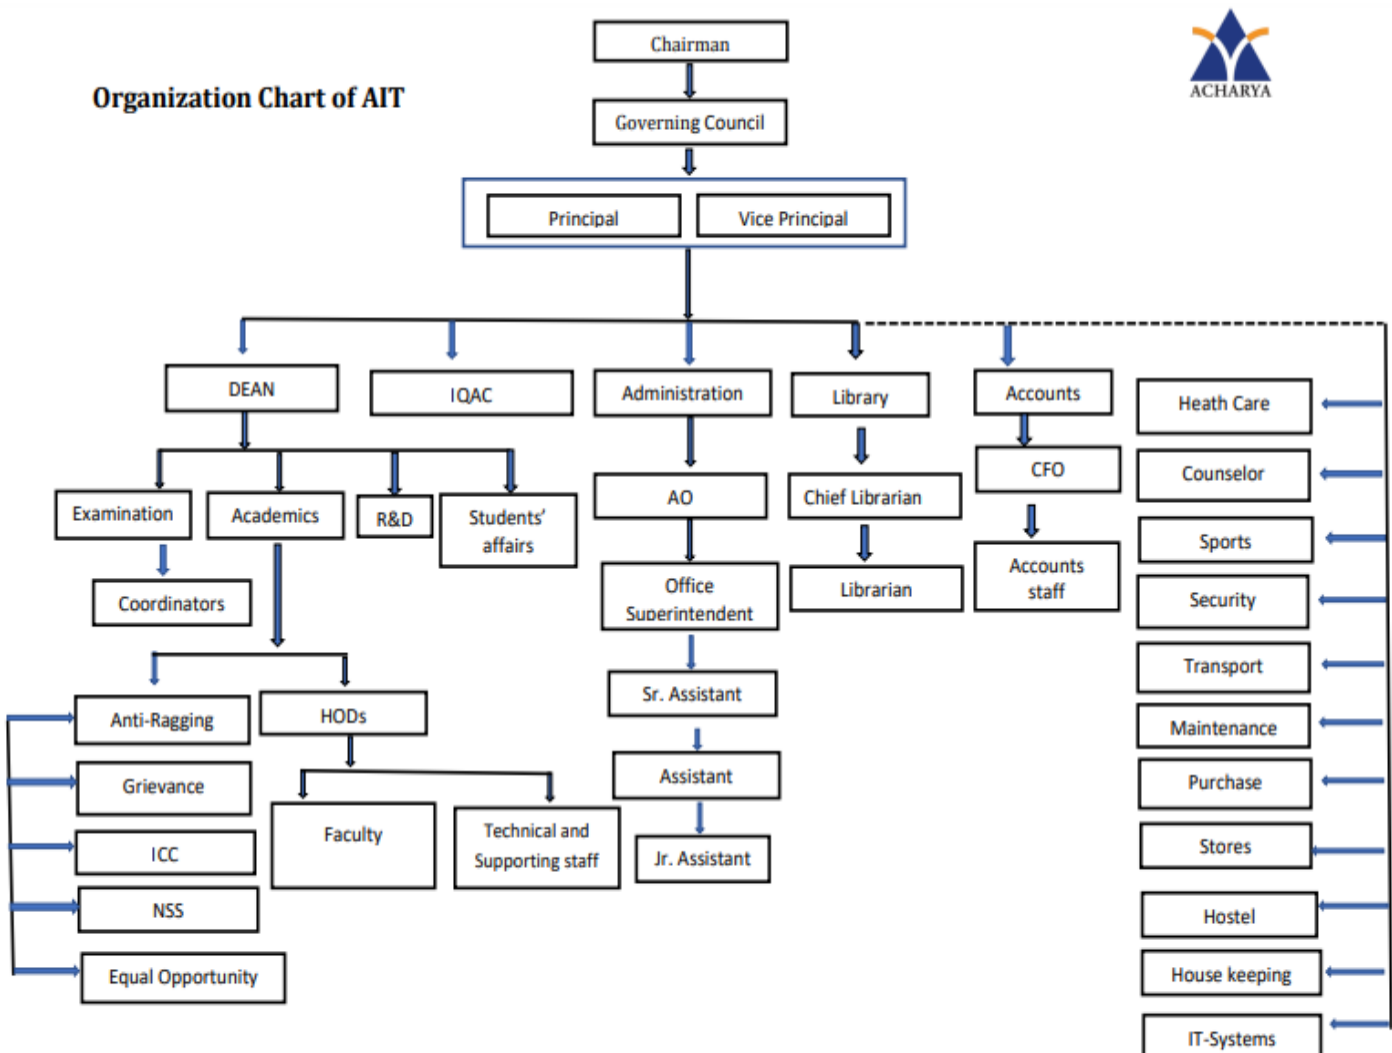 Chairman
ACHARYA
Organization Chart of AIT
Governing Council
Principal
Vice Principal
DEAN
IQAC
Administration
Library
Accounts
Heath Care
Examination
Academics
R&D
Students'
affairs
AO
Chief Librarian
CFO
Counselor
Coordinators
Office
Superintendent
Librarian
Accounts
staff
Sports
Security
Anti-Ragging
HODs
Sr. Assistant
Transport
Grievance
Faculty
Technical and
Supporting staff
Assistant
Maintenance
ICC
Jr. Assistant
Purchase
NSS
Stores
Equal Opportunity
Hostel
House keeping
IT-Systems